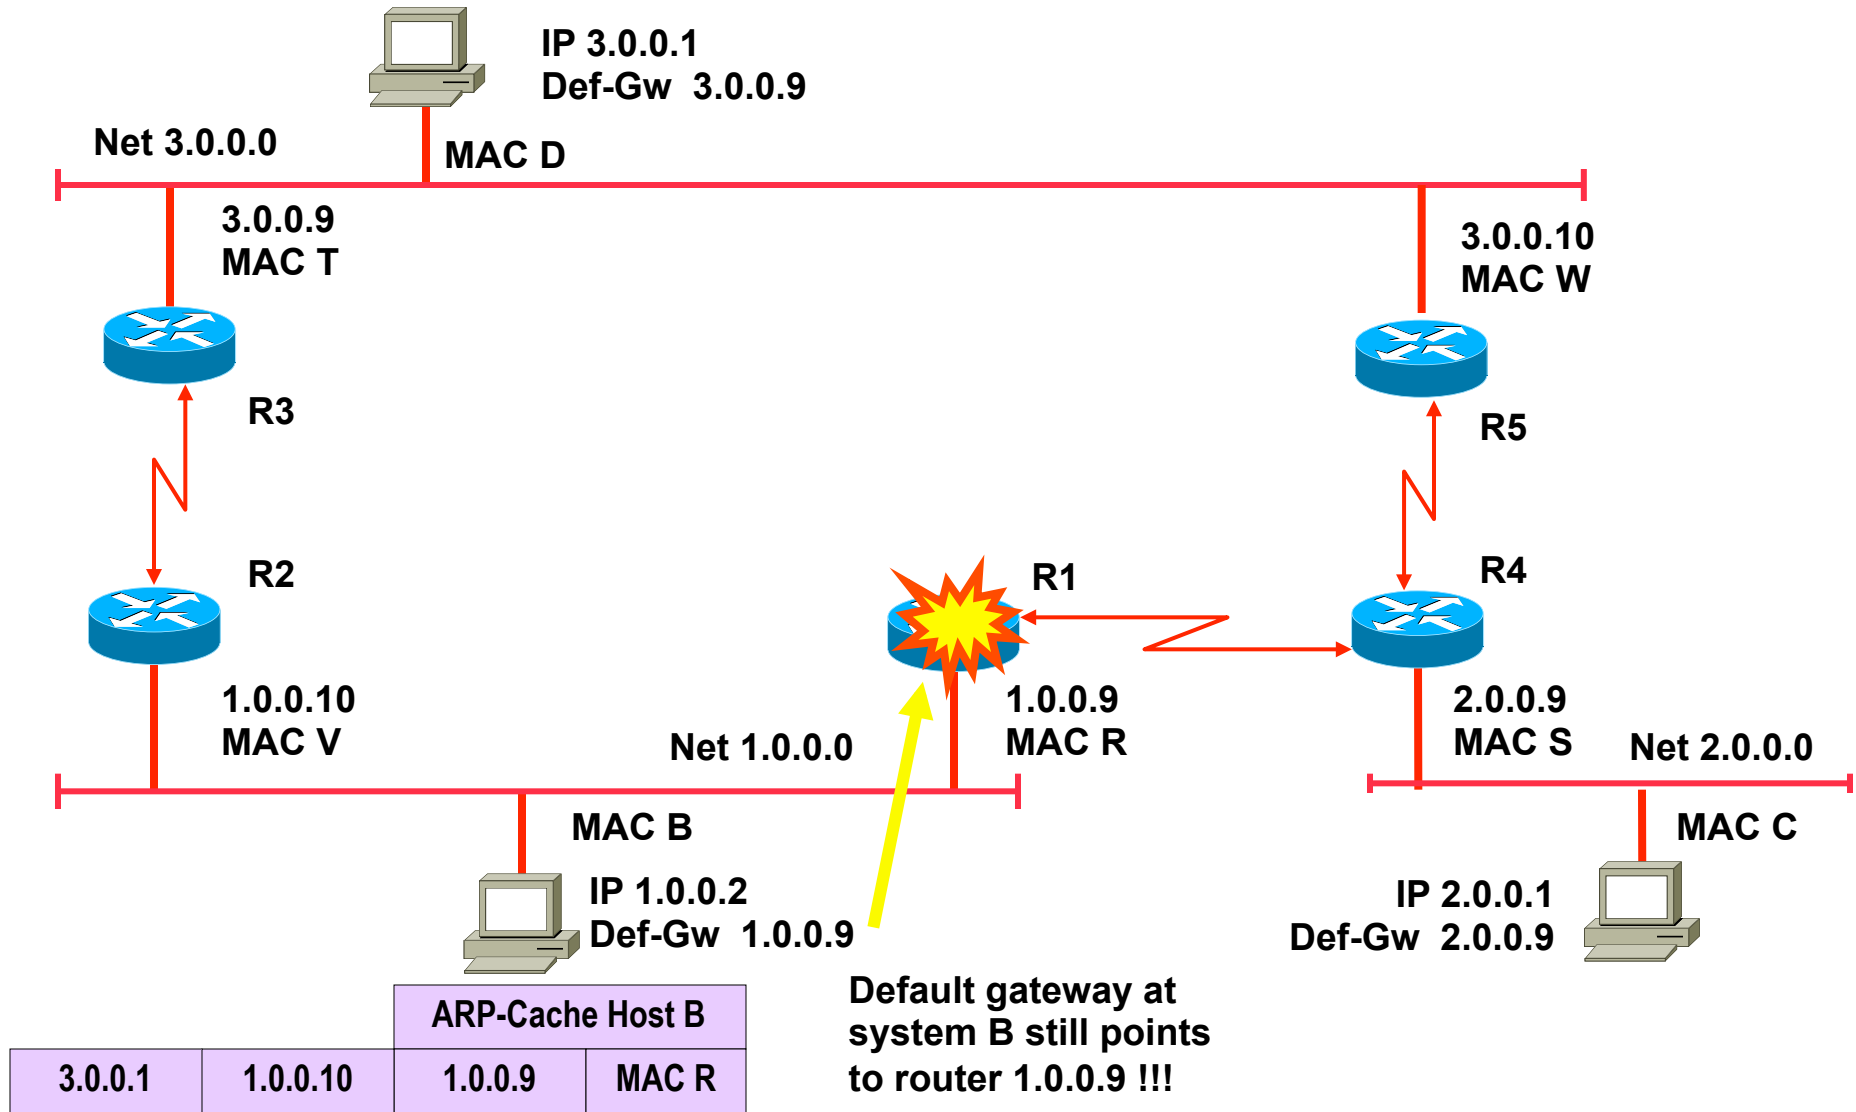 IP 3.0.0.1
Def-Gw 3.0.0.9
Net 3.0.0.0
MAC D
3.0.0.9
MAC T
3.0.0.10
MAC W
R3
R5
R2
R1
R4
1.0.0.10
MAC V
Net 1.0.0.0
1.0.0.9
MAC R
2.0.0.9
MAC S
Net 2.0.0.0
MAC B
MAC C
IP 1.0.0.2
Def-Gw 1.0.0.9
IP 2.0.0.1
Def-Gw 2.0.0.9
ARP-Cache Host B
3.0.0.1 1.0.0.10 1.0.0.9 MAC R
Default gateway at
system B still points
to router 1.0.0.9 !!!